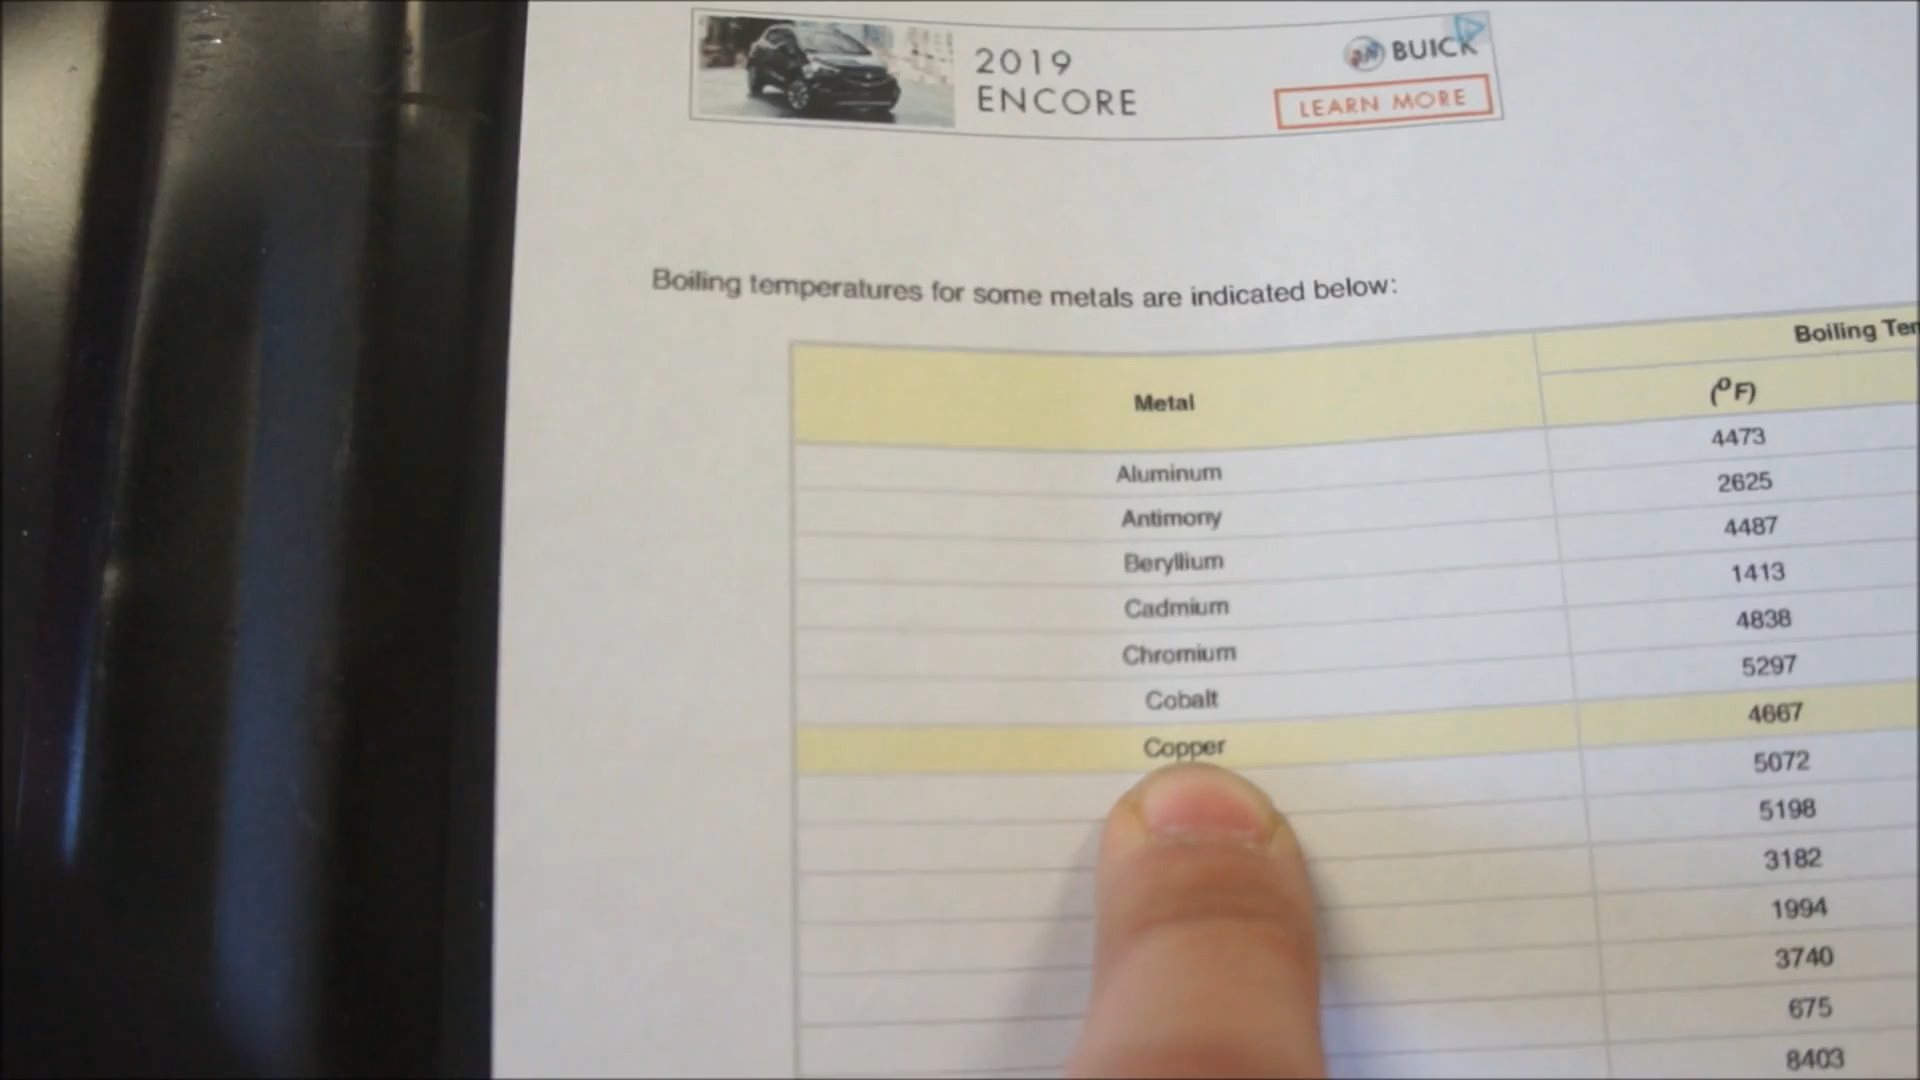 2019
ENCORE
BUICK
LEARN MORE
Boiling temperatures for some metals are indicated below:
Boiling
Metal
(°F)
Aluminum 4473
Antimony 2625
Beryllium 4487
Cadmium 1413
Chromium 4838
Cobalt 5297
Copper 4667
5072
5198
3182
1994
3740
675
8403